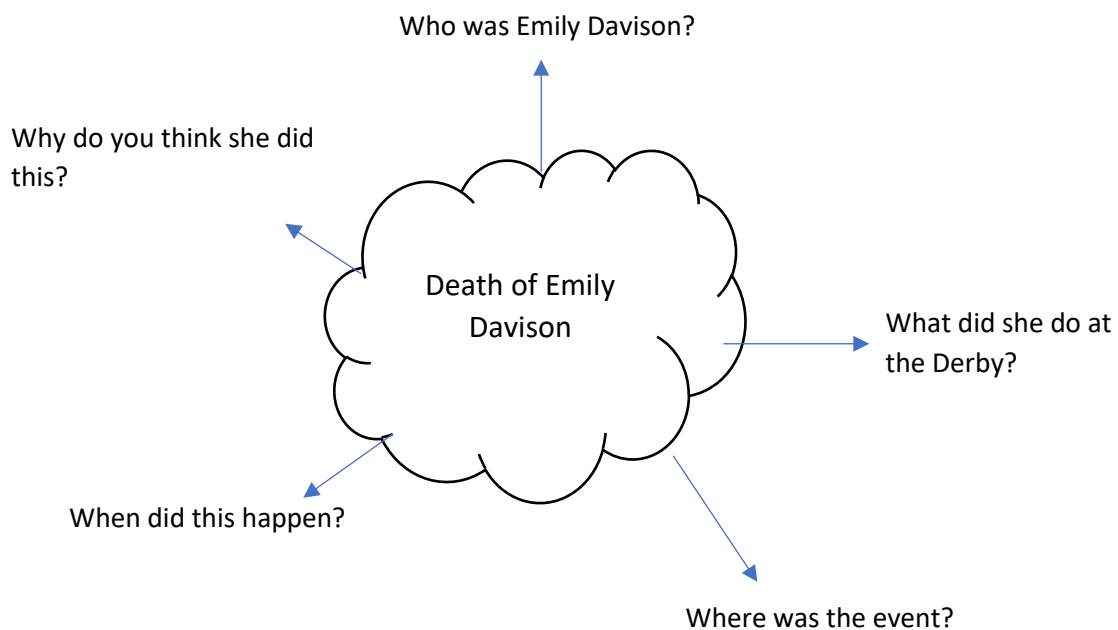 Who was Emily Davison?
Why do you think she did
this?
Death of Emily
Davison
What did she do at
the Derby?
When did this happen?
Where was the event?